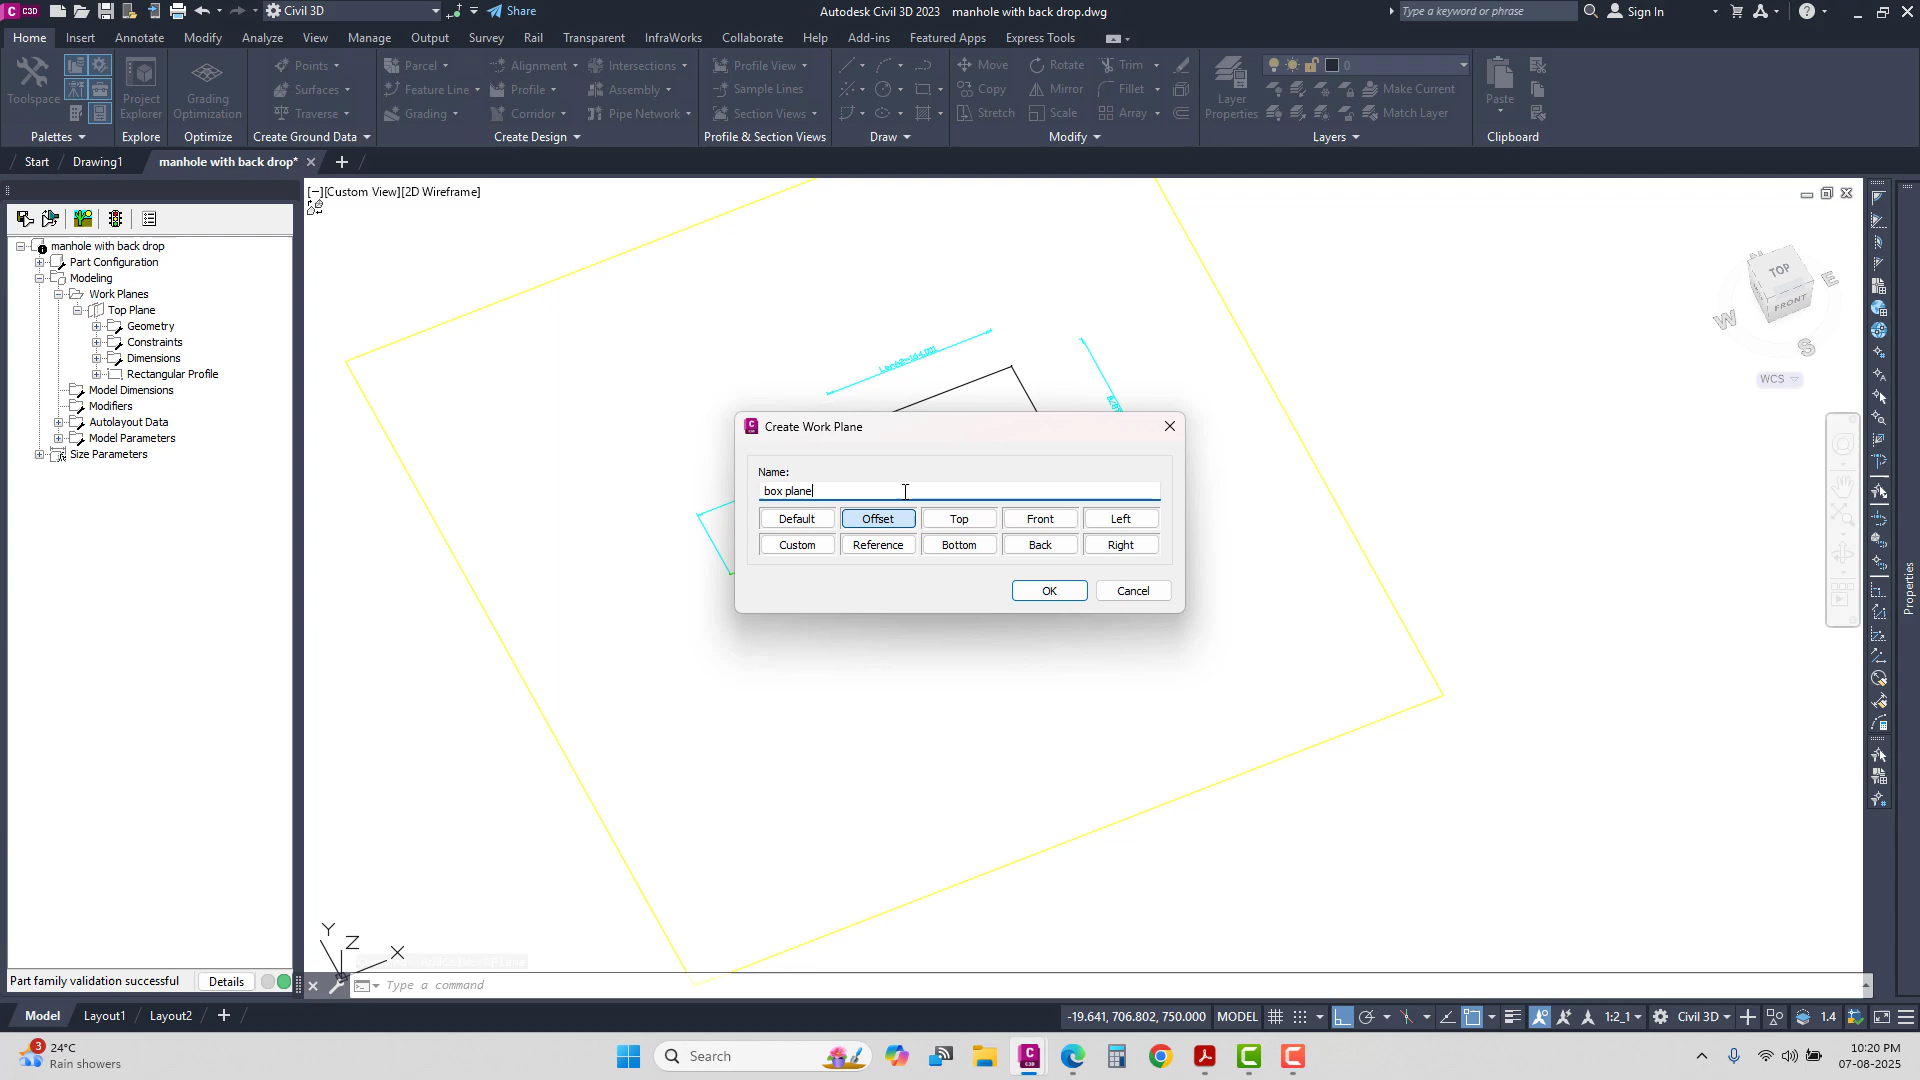 C3D Civil 3D Share Autodesk Civil 3D 2023 manhole with back drop.dwg Type a keyword or phrase Sign In
Home Insert Annotate Modify Analyze View Manage Output Survey Rail Transparent InfraWorks Collaborate Help Add-ins Featured Apps Express Tools
Points Parcel Alignment Intersections Profile View Move Rotate Trim 0
Surfaces Feature Line Profile Assembly Sample Lines Copy Mirror Fillet Make Current
Toolspace Project Explorer Grading Optimization Layer Properties Paste
Traverse Grading Corridor Pipe Network Section Views Stretch Scale Array Match Layer
Palettes Explore Optimize Create Ground Data Create Design Profile & Section Views Draw Modify Layers Clipboard
Start Drawing1 manhole with back drop*
[−][Custom View][2D Wireframe]
manhole with back drop
Part Configuration
Modeling
Work Planes
Top Plane
Geometry
Constraints
Dimensions
Rectangular Profile
Model Dimensions
Modifiers
Autolayout Data
Model Parameters
Size Parameters
TOP
FRONT
N
E
W
S
WCS
Create Work Plane
Name:
box plane
Default Offset Top Front Left
Custom Reference Bottom Back Right
OK Cancel
Properties
Y
Z
X
Part family validation successful Details
Type a command
Model Layout1 Layout2 -19.641, 706.802, 750.000 MODEL 1:2_1 Civil 3D 1.4
3
24°C
Rain showers
Search
10:20 PM
07-08-2025